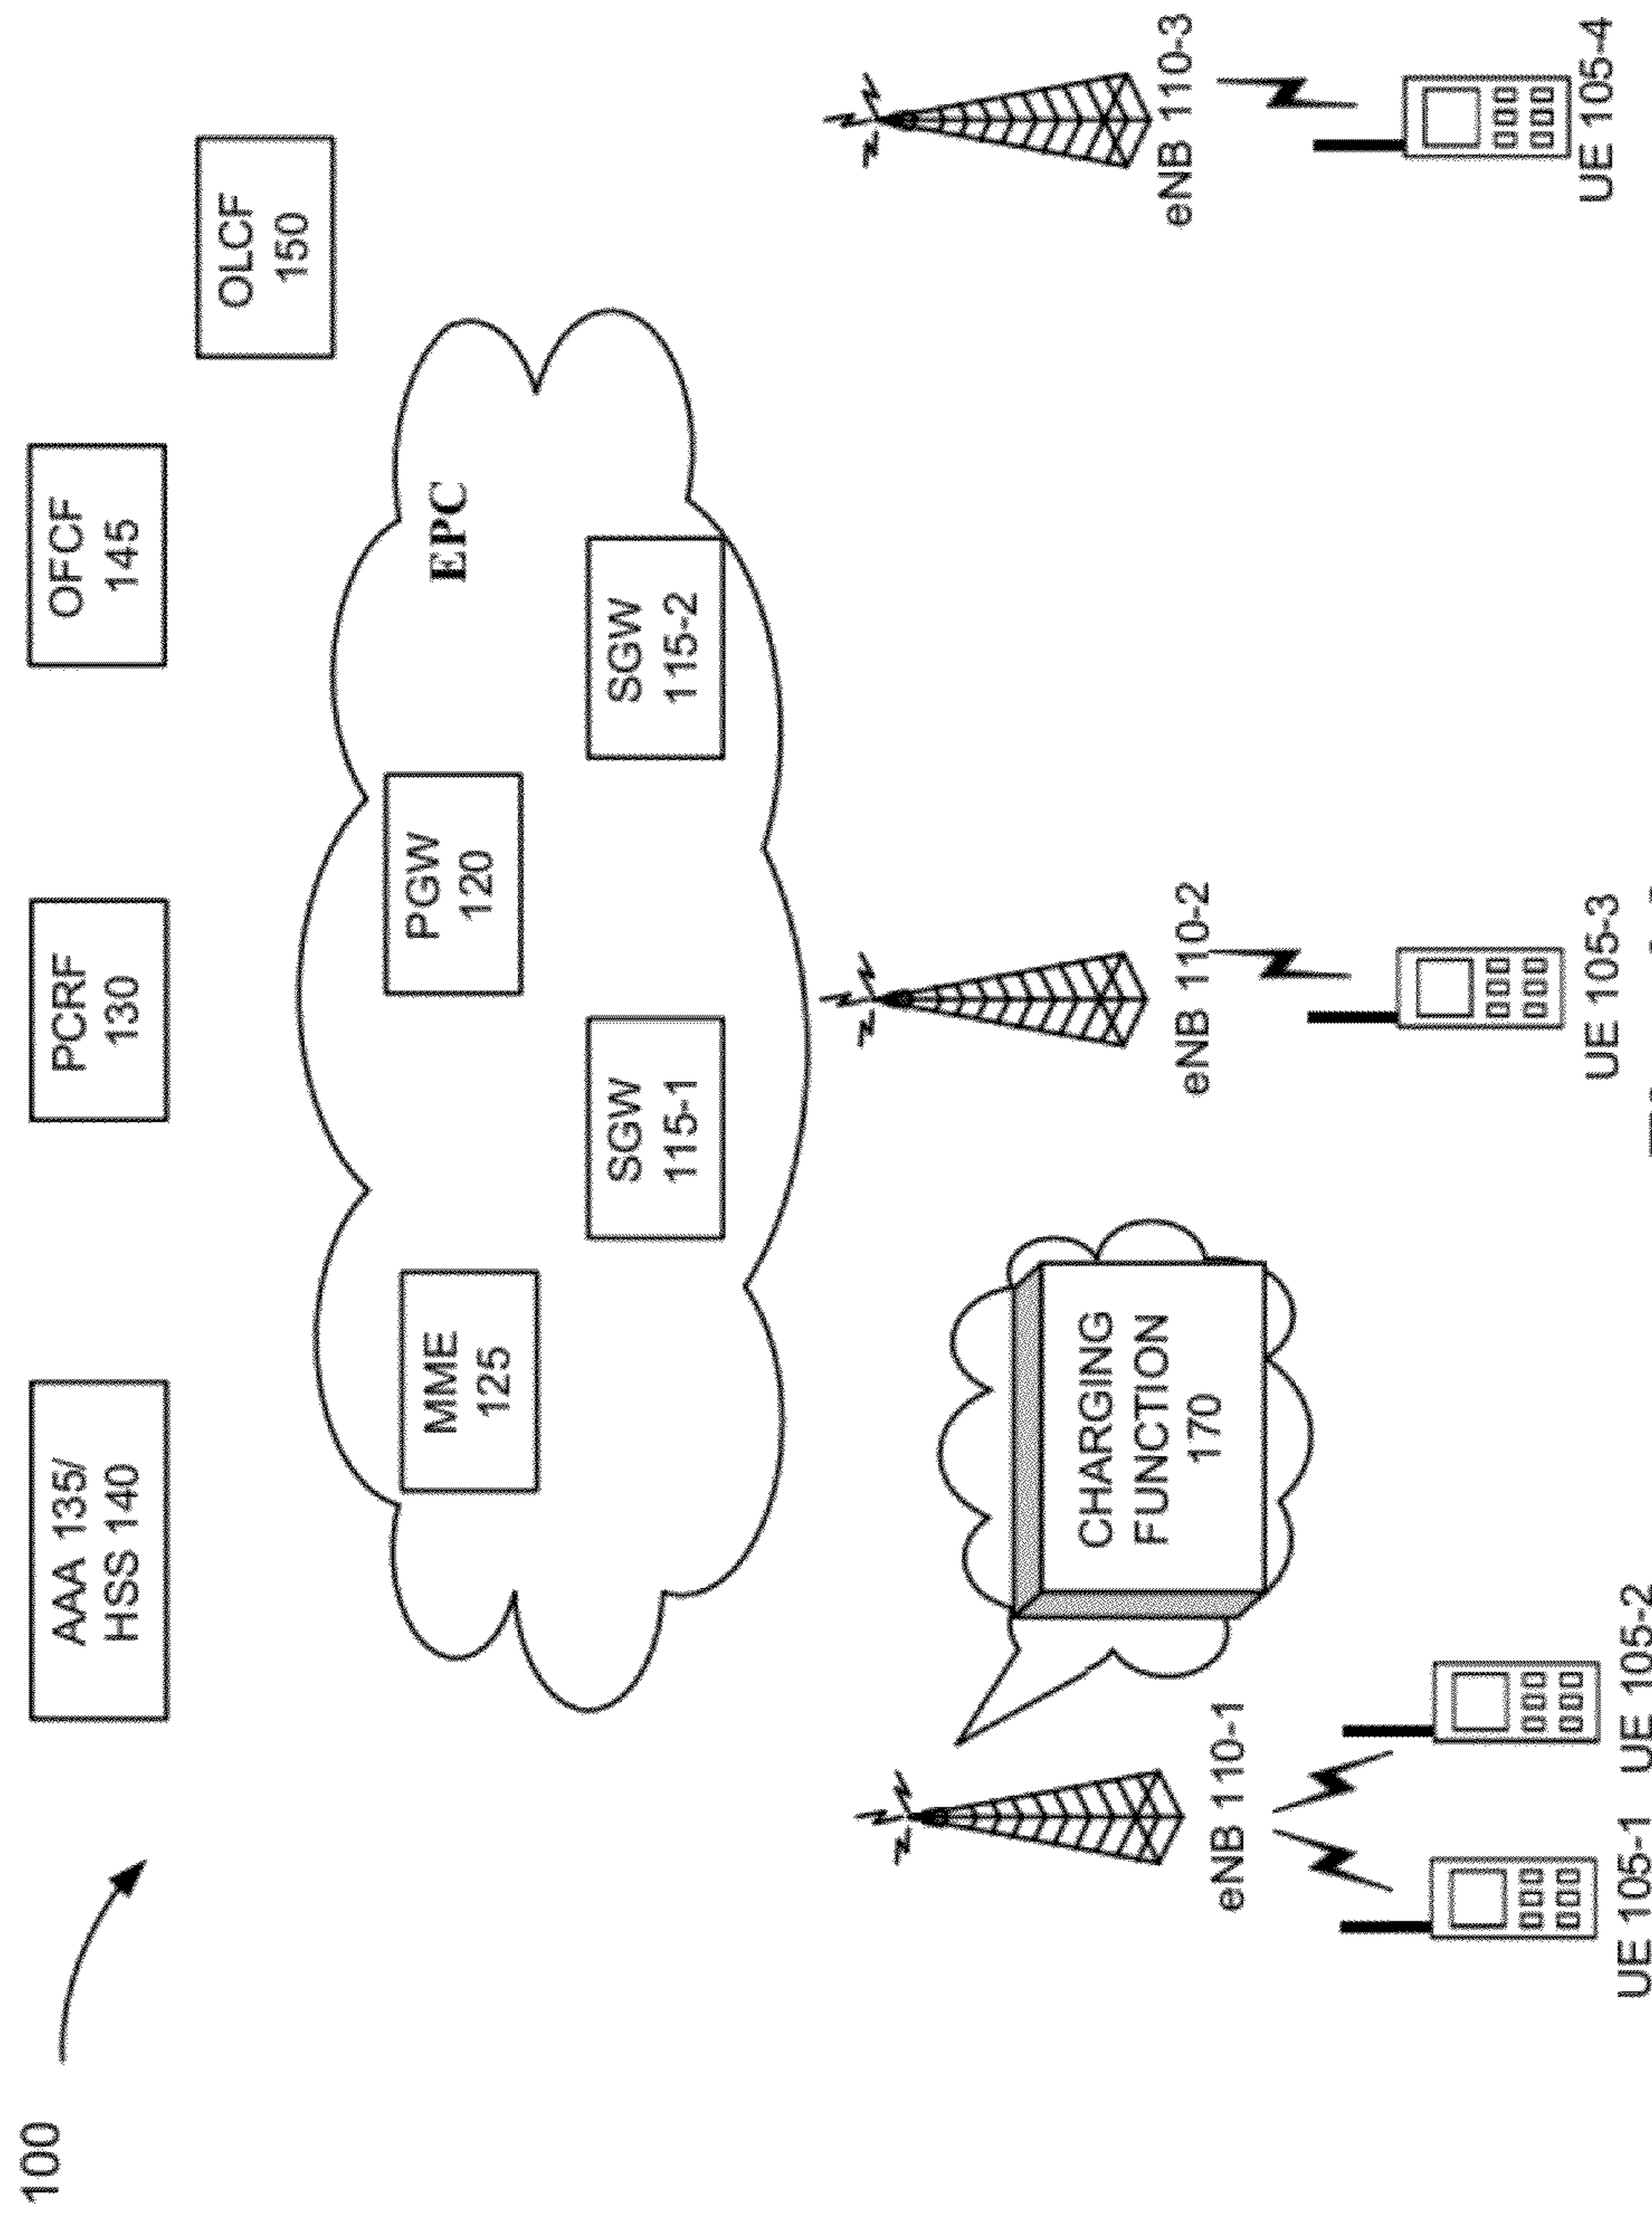 100
AAA 135/
HSS 140
PCRF
130
OFCF
145
OLCF
150
EPC
MME
125
PGW
120
SGW
115-1
SGW
115-2
CHARGING
FUNCTION
170
eNB 110-1
eNB 110-2
eNB 110-3
UE 105-1
UE 105-2
UE 105-3
UE 105-4